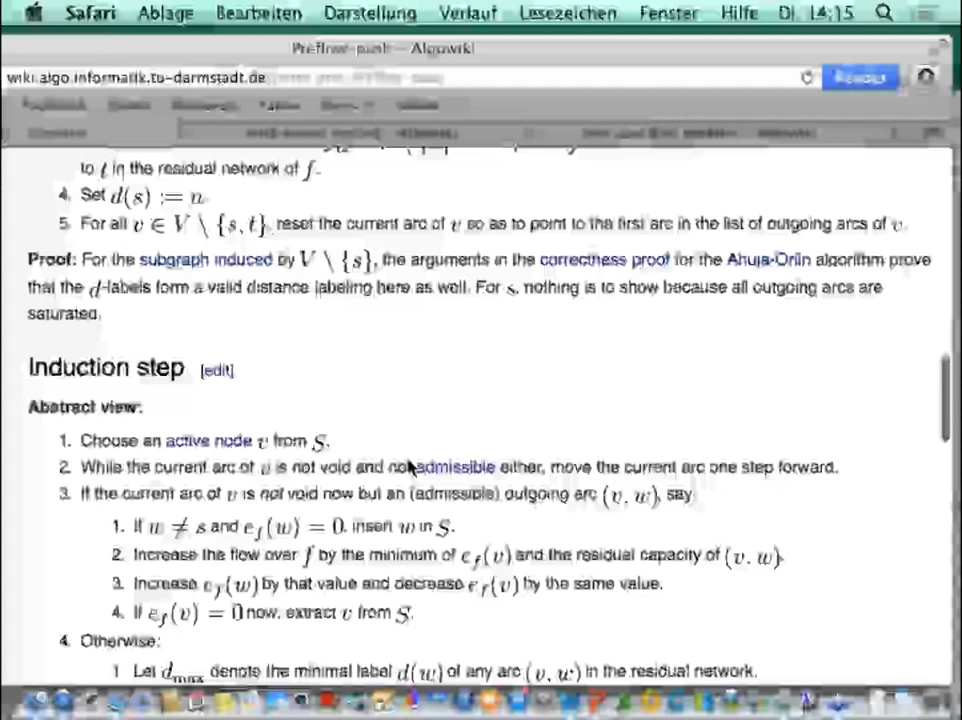 Safari Ablage Bearbeiten Darstellung Verlauf Lesezeichen Fenster Hilfe Di 14:15
Preflow-push – Algowiki
wiki.algo.informatik.tu-darmstadt.de
Reader
to t in the residual network of f.
4. Set d(s) := n.
5. For all v ∈ V \ {s, t}, reset the current arc of v so as to point to the first arc in the list of outgoing arcs of v.
Proof: For the subgraph induced by V \ {s}, the arguments in the correctness proof for the Ahuja-Orlin algorithm prove
that the d-labels form a valid distance labeling here as well. For s, nothing is to show because all outgoing arcs are
saturated.
Induction step [edit]
Abstract view:
1. Choose an active node v from S.
2. While the current arc of v is not void and not admissible either, move the current arc one step forward.
3. If the current arc of v is not void now but an (admissible) outgoing arc (v, w), say:
1. If w ≠ s and e_f(w) = 0, insert w in S.
2. Increase the flow over f by the minimum of e_f(v) and the residual capacity of (v, w).
3. Increase e_f(w) by that value and decrease e_f(v) by the same value.
4. If e_f(v) = 0 now, extract v from S.
4. Otherwise:
1 Let d_max denote the minimal label d(w) of any arc (v, w) in the residual network.